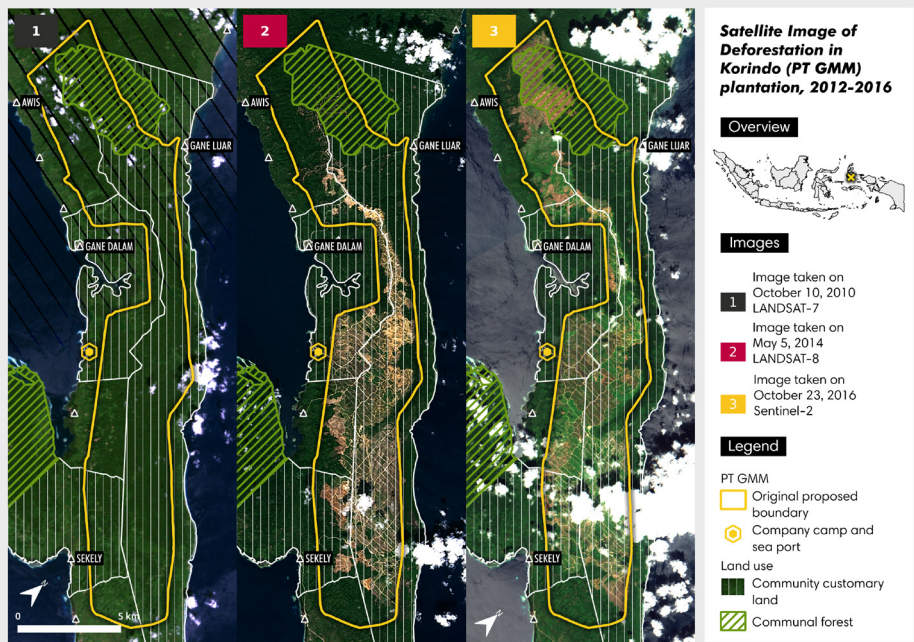 1
2
3
AWIS
GANE LUAR
GANE DALAM
SEKELY
0 5 km
AWIS
GANE LUAR
GANE DALAM
SEKELY
AWIS
GANE LUAR
GANE DALAM
SEKELY
Satellite Image of
Deforestation in
Korindo (PT GMM)
plantation, 2012-2016
Overview
Images
1
Image taken on
October 10, 2010
LANDSAT-7
2
Image taken on
May 5, 2014
LANDSAT-8
3
Image taken on
October 23, 2016
Sentinel-2
Legend
PT GMM
Original proposed
boundary
Company camp and
sea port
Land use
Community customary
land
Communal forest